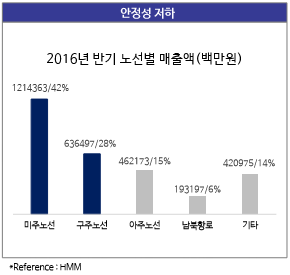 안정성 저하
2016년 반기 노선별 매출액(백만원)
1214363/42%
636497/28%
462173/15%
193197/6%
420975/14%
미주노선 구주노선 아주노선 남북항로 기타
*Reference : HMM